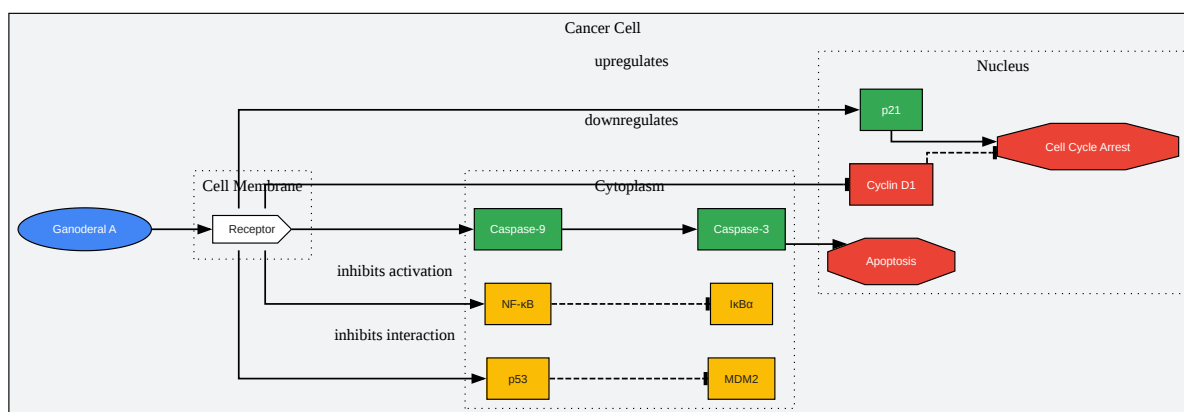 Cancer Cell
upregulates
Nucleus
p21
downregulates
Cell Cycle Arrest
Cell Membrane
Cytoplasm
Cyclin D1
Ganoderal A
Receptor
Caspase-9
Caspase-3
Apoptosis
inhibits activation
NF-κB
IκBα
inhibits interaction
p53
MDM2